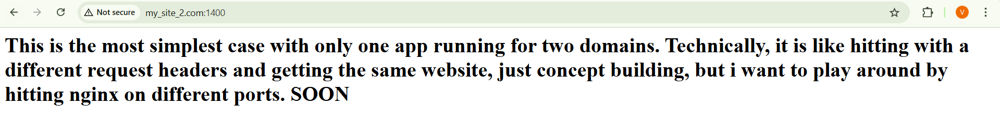 Not secure my_site_2.com:1400 V
This is the most simplest case with only one app running for two domains. Technically, it is like hitting with a
different request headers and getting the same website, just concept building, but i want to play around by
hitting nginx on different ports. SOON